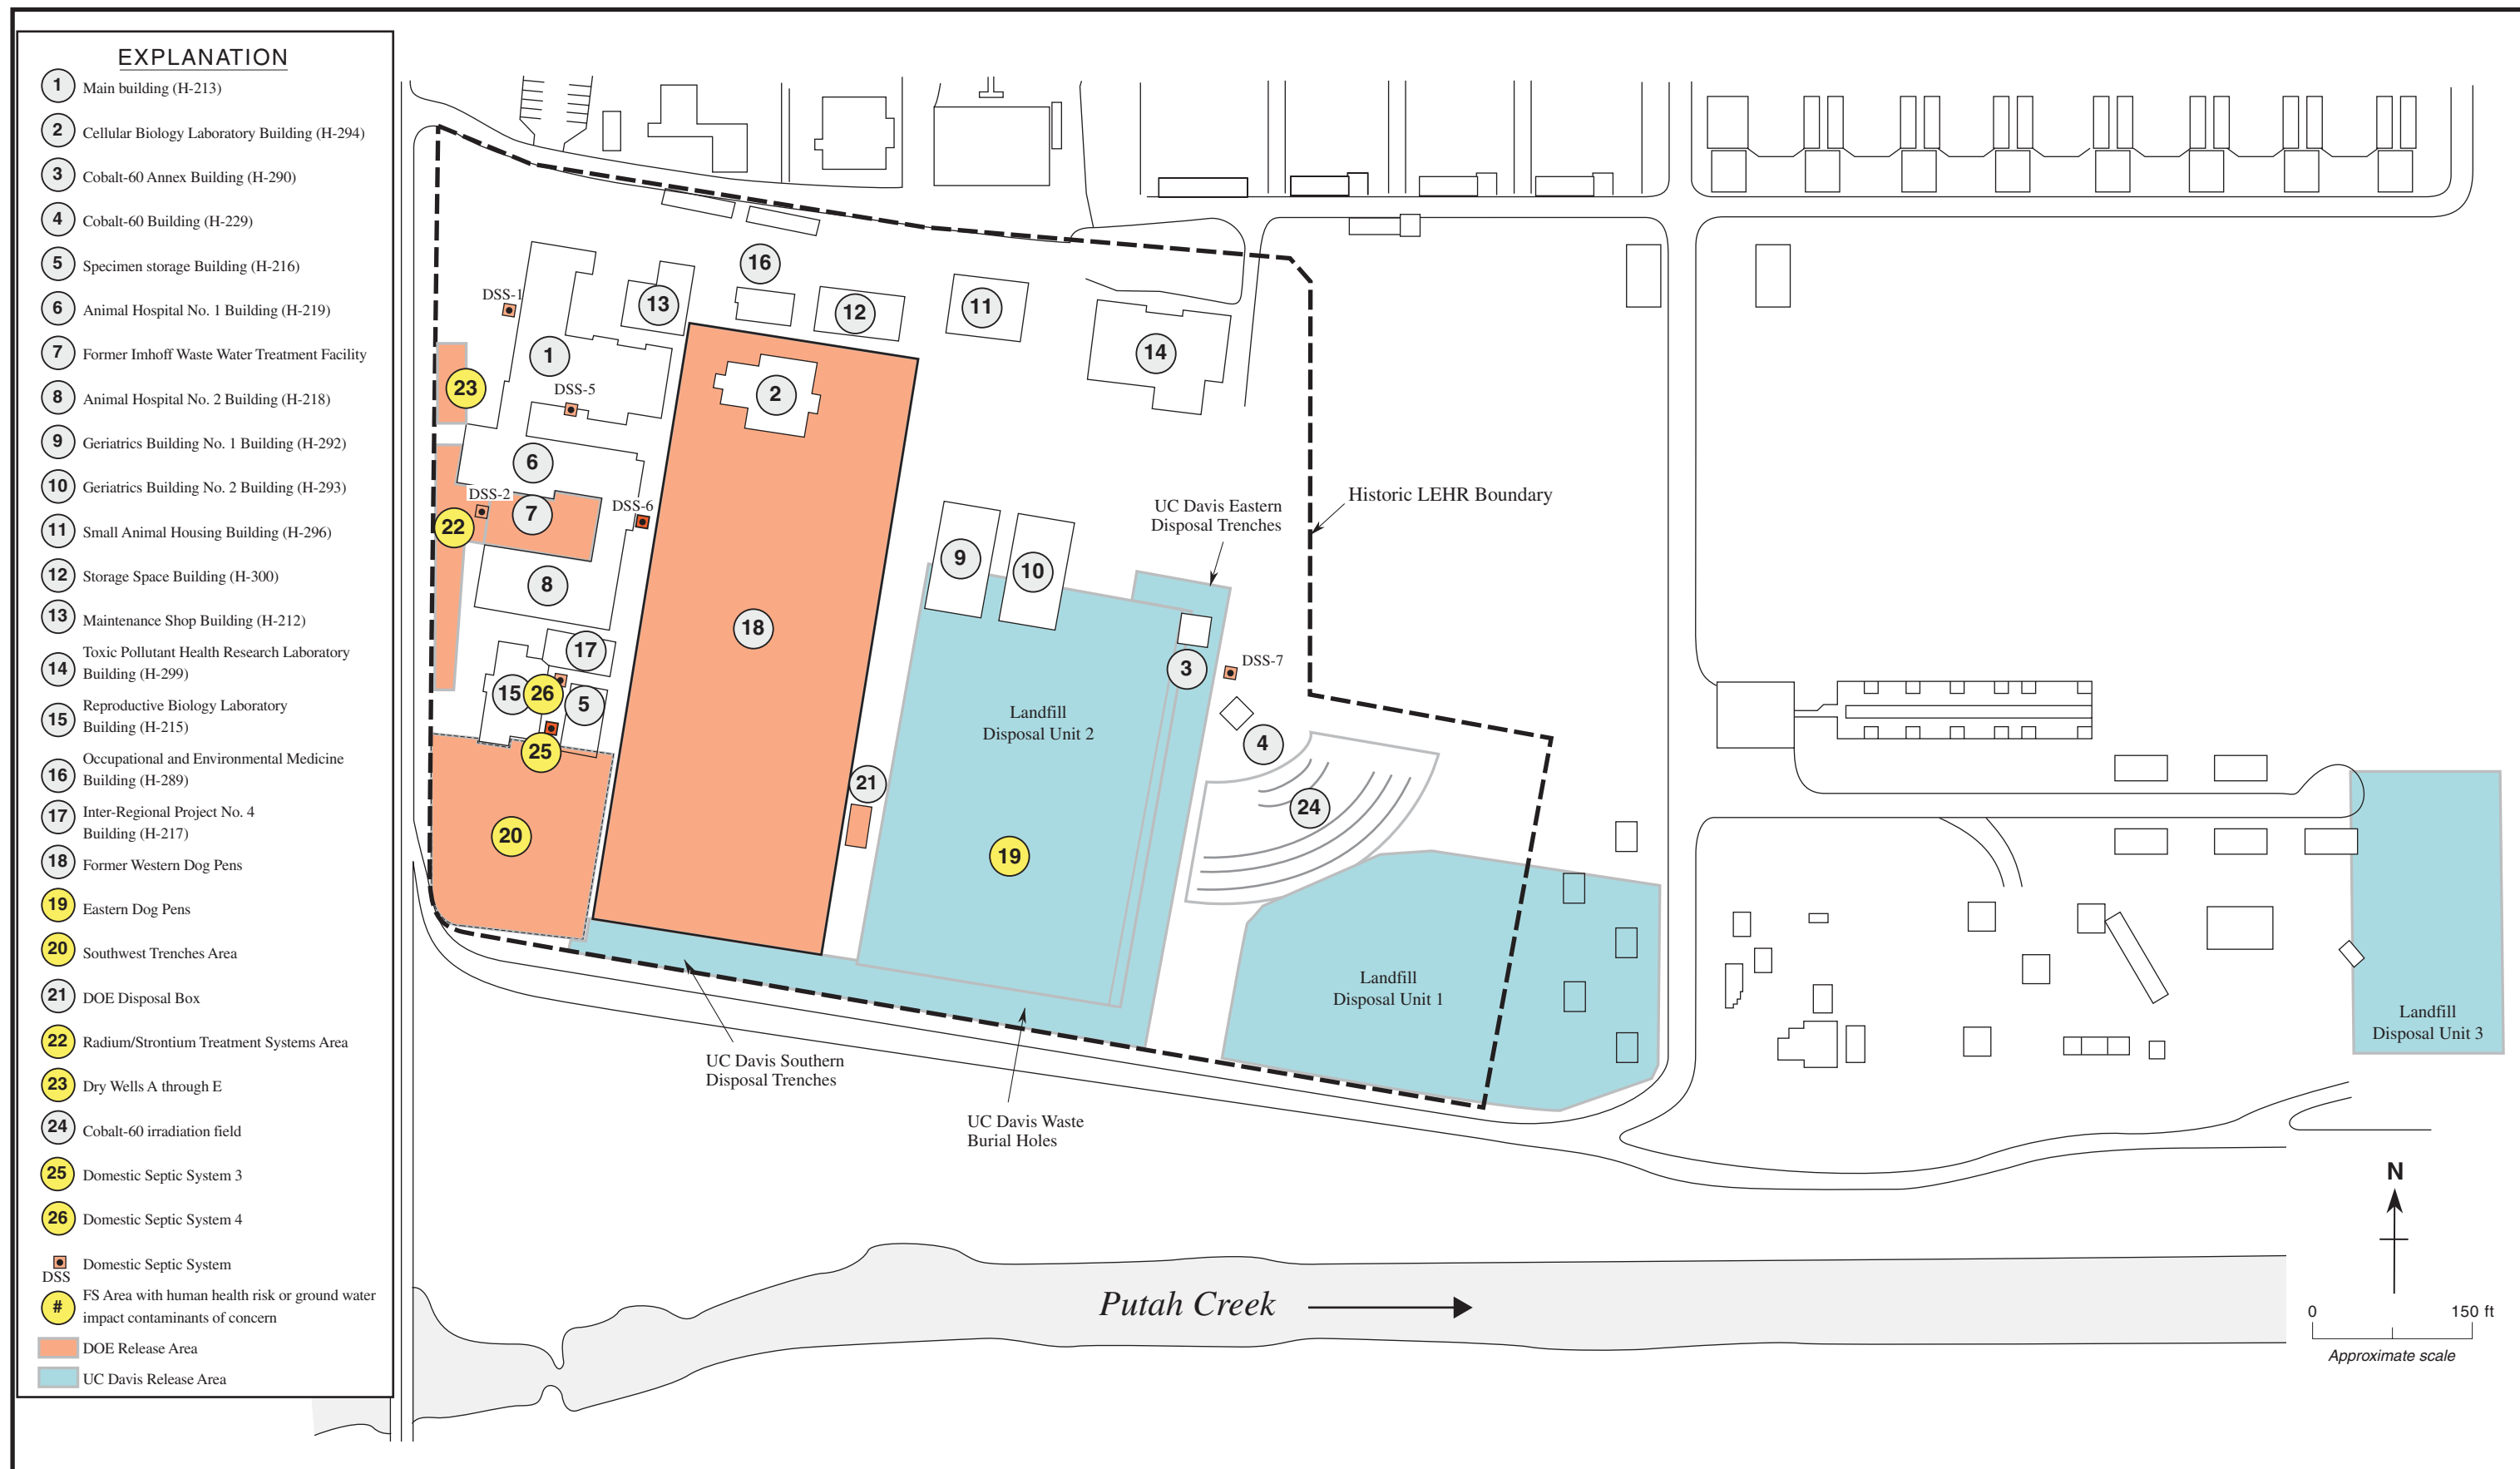 EXPLANATION
1 Main building (H-213)
2 Cellular Biology Laboratory Building (H-294)
3 Cobalt-60 Annex Building (H-290)
4 Cobalt-60 Building (H-229)
5 Specimen storage Building (H-216)
6 Animal Hospital No. 1 Building (H-219)
7 Former Imhoff Waste Water Treatment Facility
8 Animal Hospital No. 2 Building (H-218)
9 Geriatrics Building No. 1 Building (H-292)
10 Geriatrics Building No. 2 Building (H-293)
11 Small Animal Housing Building (H-296)
12 Storage Space Building (H-300)
13 Maintenance Shop Building (H-212)
14 Toxic Pollutant Health Research Laboratory
Building (H-299)
15 Reproductive Biology Laboratory
Building (H-215)
16 Occupational and Environmental Medicine
Building (H-289)
17 Inter-Regional Project No. 4
Building (H-217)
18 Former Western Dog Pens
19 Eastern Dog Pens
20 Southwest Trenches Area
21 DOE Disposal Box
22 Radium/Strontium Treatment Systems Area
23 Dry Wells A through E
24 Cobalt-60 irradiation field
25 Domestic Septic System 3
26 Domestic Septic System 4
Domestic Septic System
DSS
# FS Area with human health risk or ground water
impact contaminants of concern
DOE Release Area
UC Davis Release Area
16
DSS-1
13
12
11
14
1
23
DSS-5
2
6
DSS-2
7
DSS-6
22
UC Davis Eastern
Disposal Trenches
Historic LEHR Boundary
9
10
8
18
17
3
DSS-7
15
26
5
Landfill
Disposal Unit 2
25
4
21
24
20
19
Landfill
Disposal Unit 1
Landfill
Disposal Unit 3
UC Davis Southern
Disposal Trenches
UC Davis Waste
Burial Holes
N
Putah Creek
0 150 ft
Approximate scale